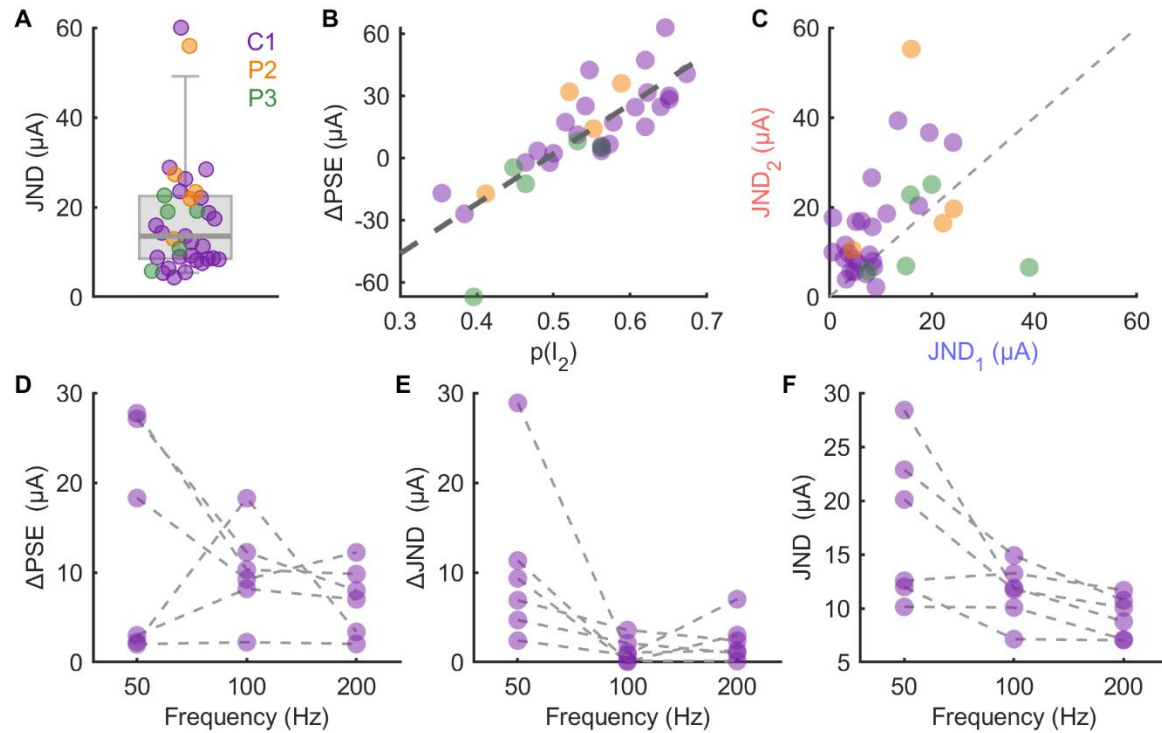 A
JND (µA)
60
40
20
0
C1
P2
P3
B
ΔPSE (µA)
60
30
0
-30
-60
0.3 0.4 0.5 0.6 0.7
p(I2)
C
JND2 (µA)
60
40
20
0
0 20 40 60
JND1 (µA)
D
ΔPSE (µA)
30
20
10
0
50 100 200
Frequency (Hz)
E
ΔJND (µA)
30
20
10
0
50 100 200
Frequency (Hz)
F
JND (µA)
30
25
20
15
10
5
50 100 200
Frequency (Hz)